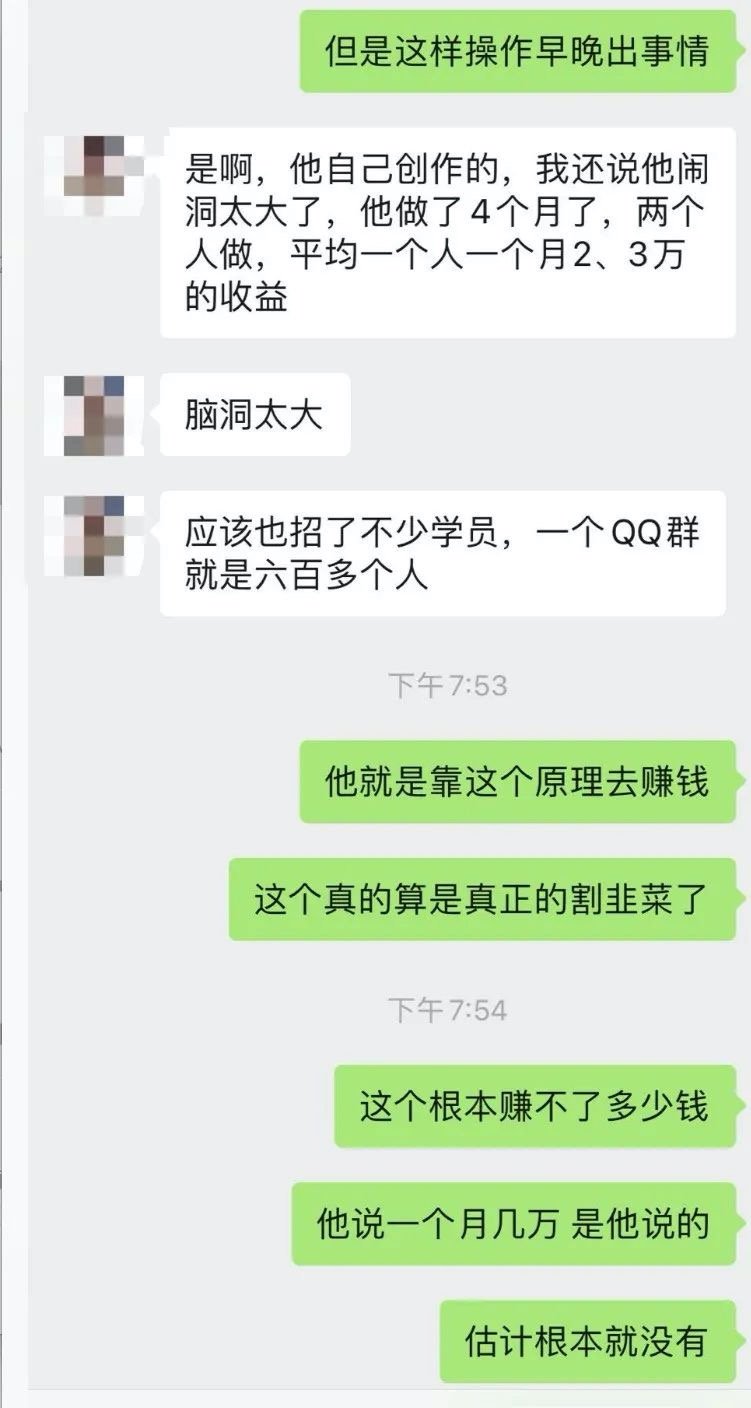 但是这样操作早晚出事情
是啊，他自己创作的，我还说他闹
洞太大了，他做了4个月了，两个
人做，平均一个人一个月2、3万
的收益
脑洞太大
应该也招了不少学员，一个QQ群
就是六百多个人
下午7:53
他就是靠这个原理去赚钱
这个真的算是真正的割韭菜了
下午7:54
这个根本赚不了多少钱
他说一个月几万 是他说的
估计根本就没有